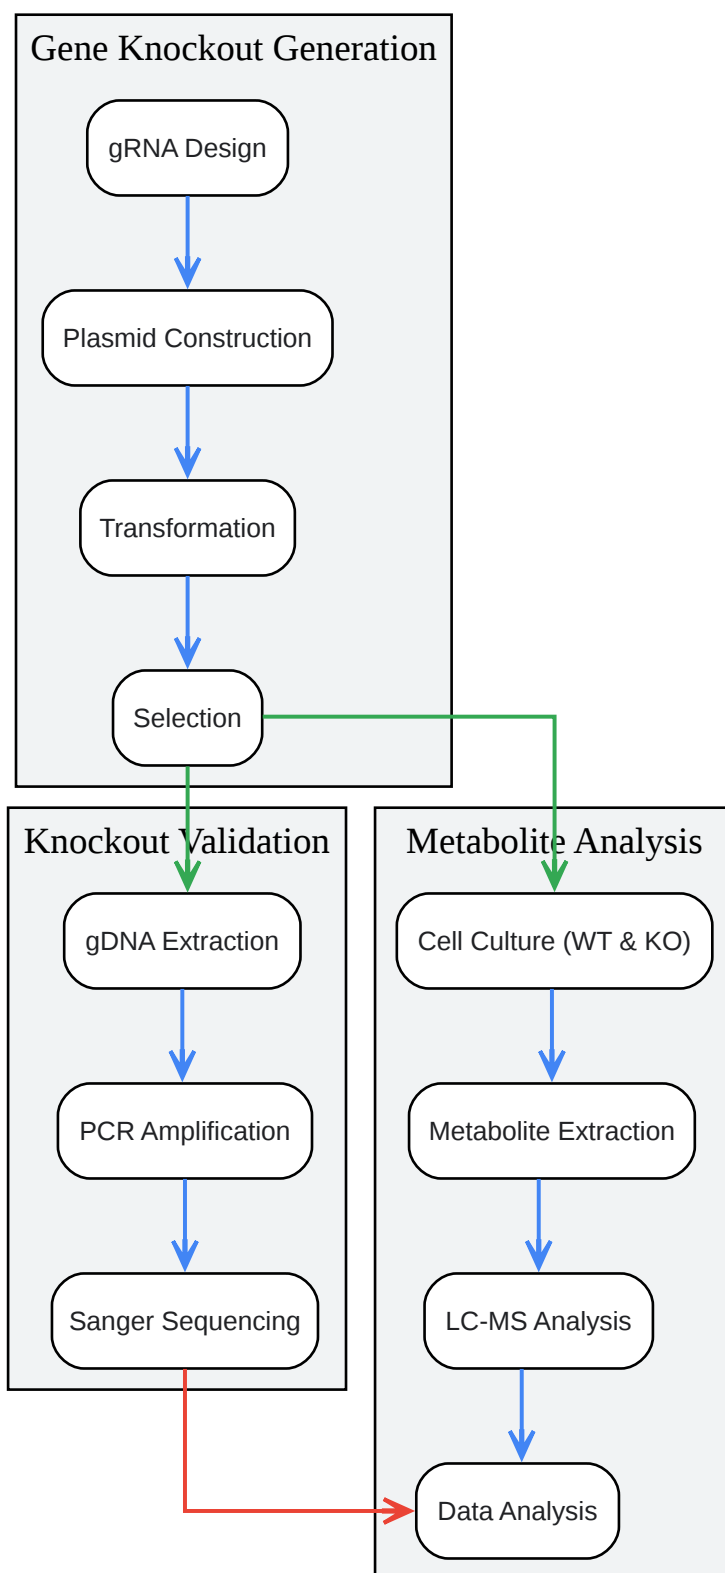 Gene Knockout Generation
gRNA Design
Plasmid Construction
Transformation
Selection
Knockout Validation
gDNA Extraction
PCR Amplification
Sanger Sequencing
Metabolite Analysis
Cell Culture (WT & KO)
Metabolite Extraction
LC-MS Analysis
Data Analysis